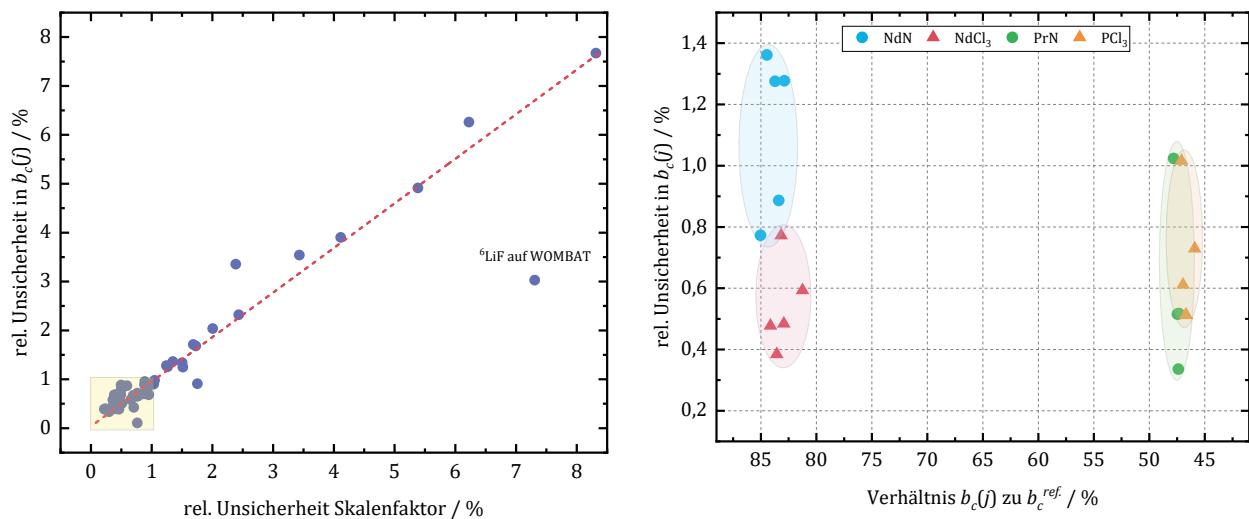 rel. Unsicherheit in b_c(j) / %
8
7
6
5
4
3
2
1
0
⁶LiF auf WOMBAT
0 1 2 3 4 5 6 7 8
rel. Unsicherheit Skalenfaktor / %
rel. Unsicherheit in b_c(j) / %
NdN NdCl₃ PrN PCl₃
1,4
1,2
1,0
0,8
0,6
0,4
0,2
85 80 75 70 65 60 55 50 45
Verhältnis b_c(j) zu b_c^ref. / %